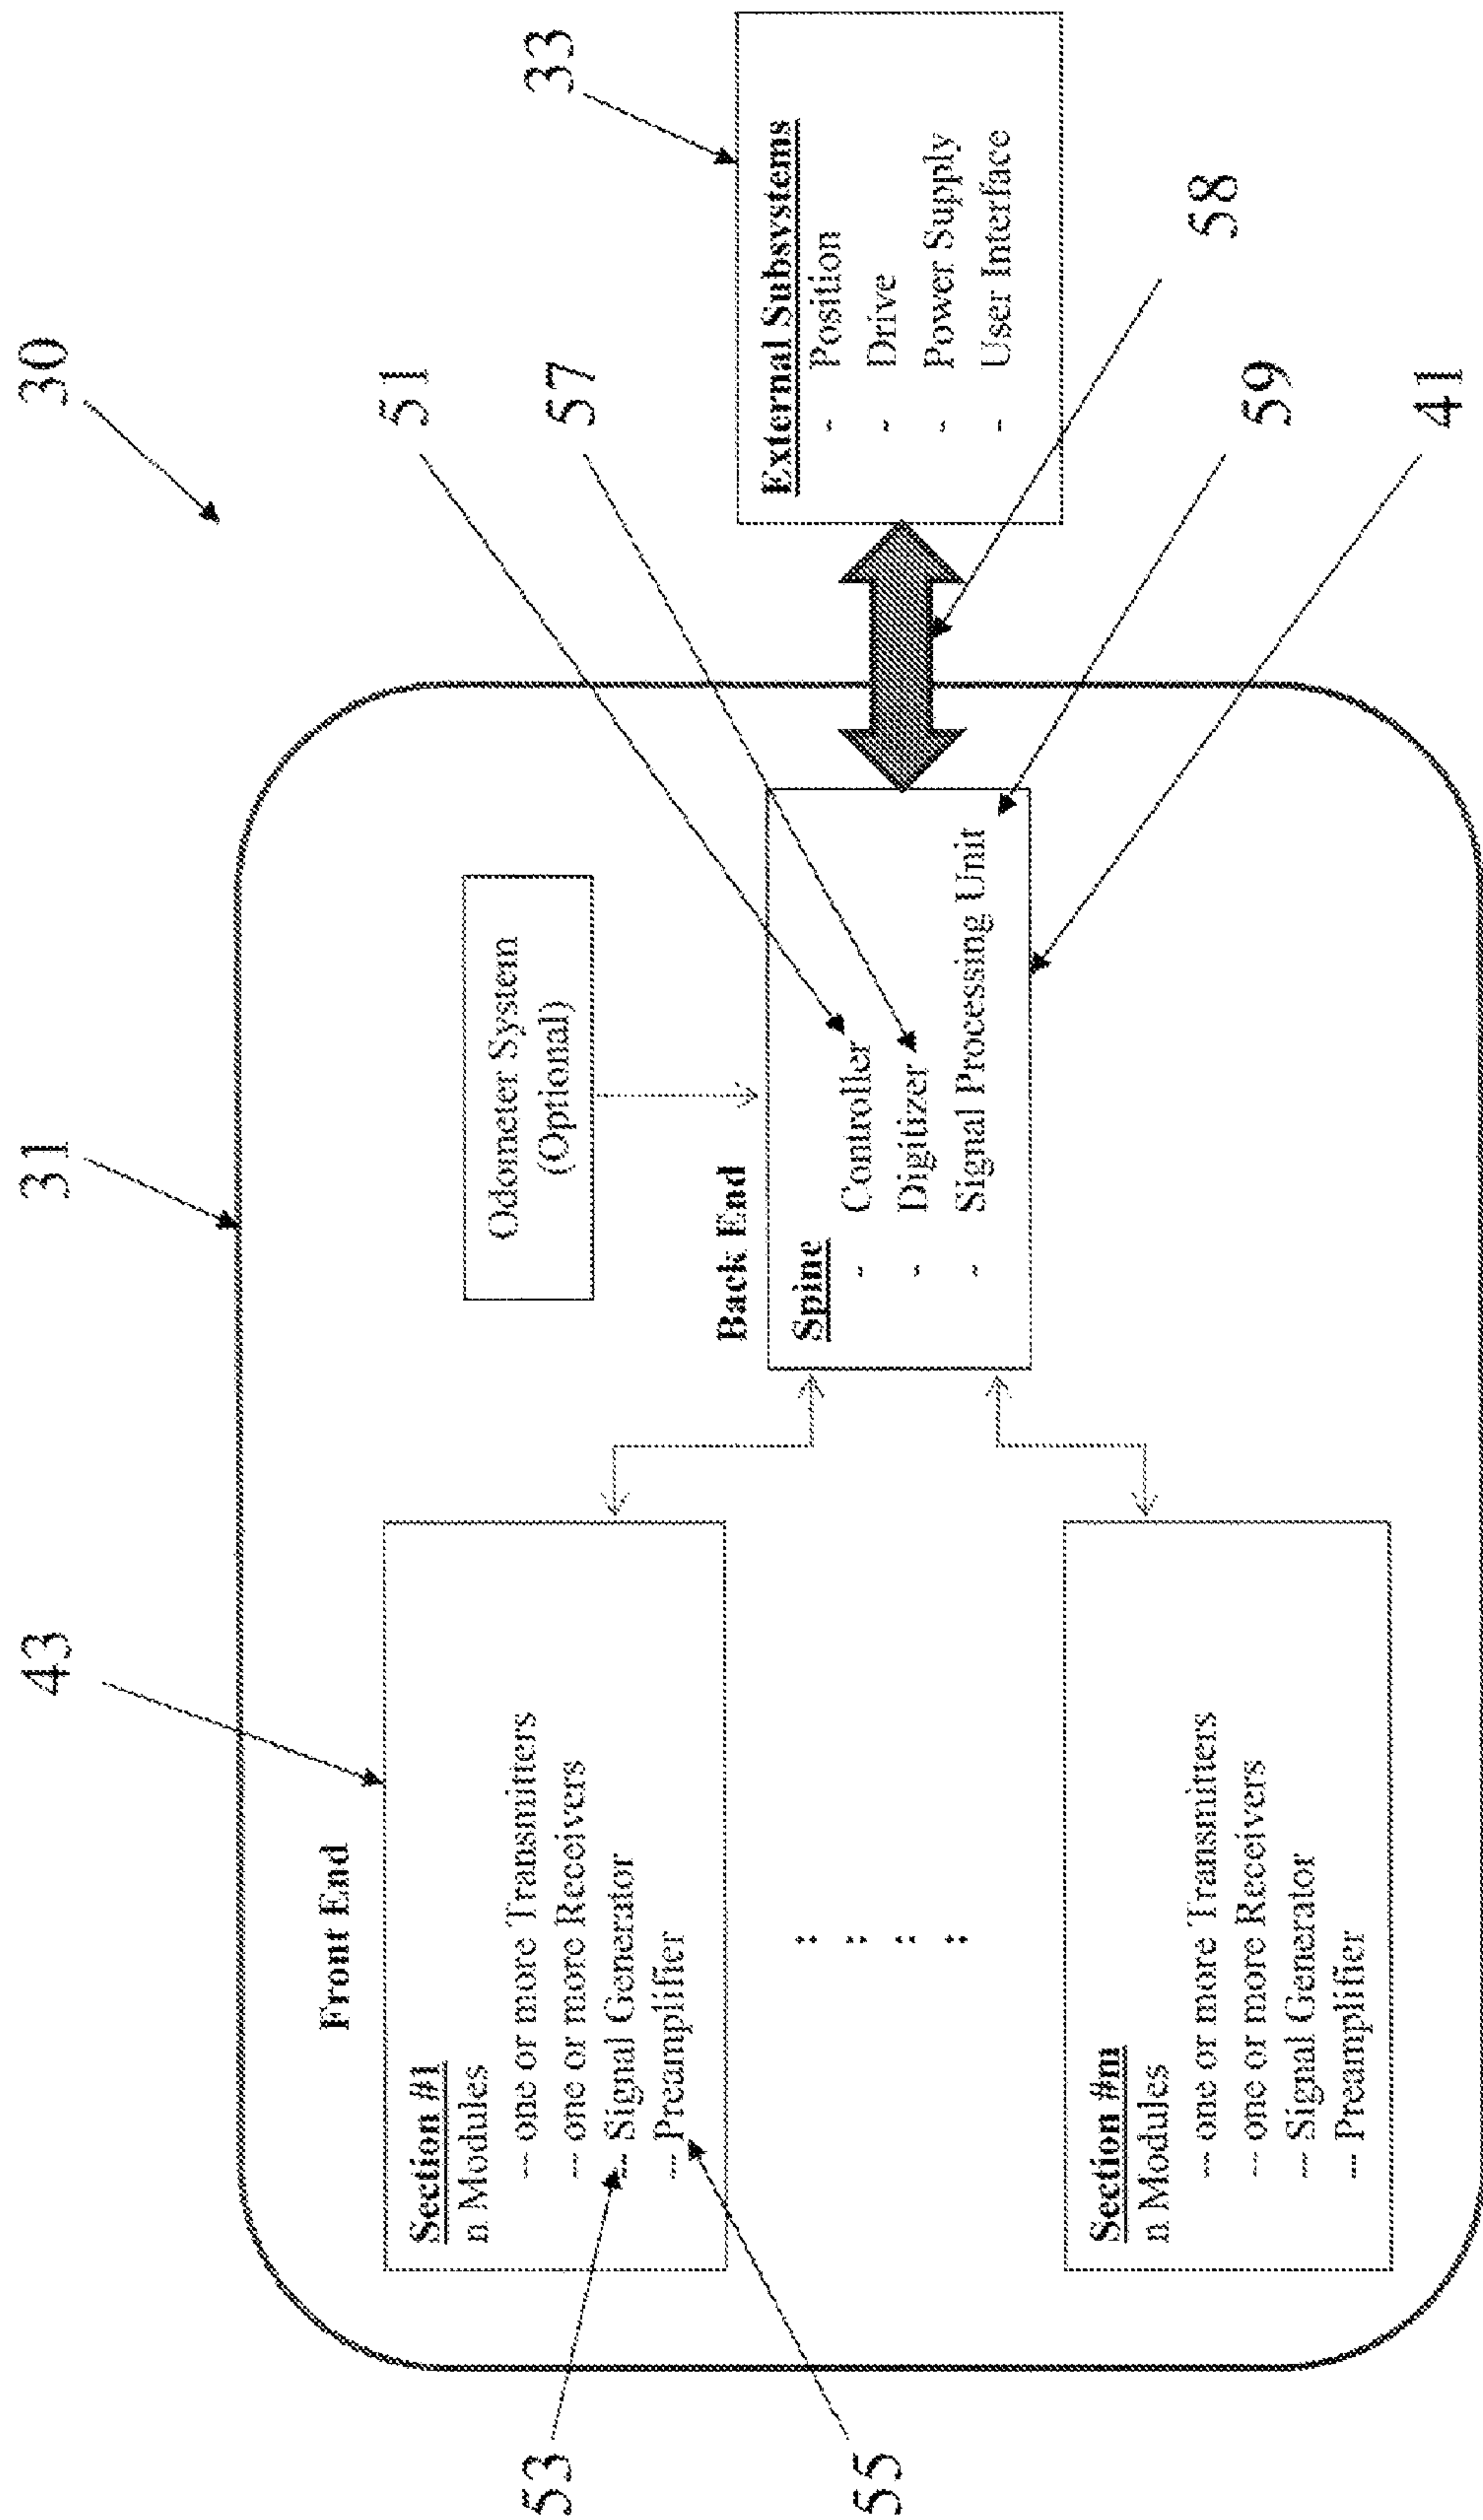 30
31
43
Front End
Section #1
n Modules
--- one or more Transmitters
--- one or more Receivers
--- Signal Generator
--- Preamplifier
53
55
Section #m
n Modules
--- one or more Transmitters
--- one or more Receivers
--- Signal Generator
--- Preamplifier
Odometer System
(Optional)
Back End
Spine
- Controller
- Digitizer
- Signal Processing Unit
51
57
33
External Subsystems
- Position
- Drive
- Power Supply
- User Interface
58
59
41